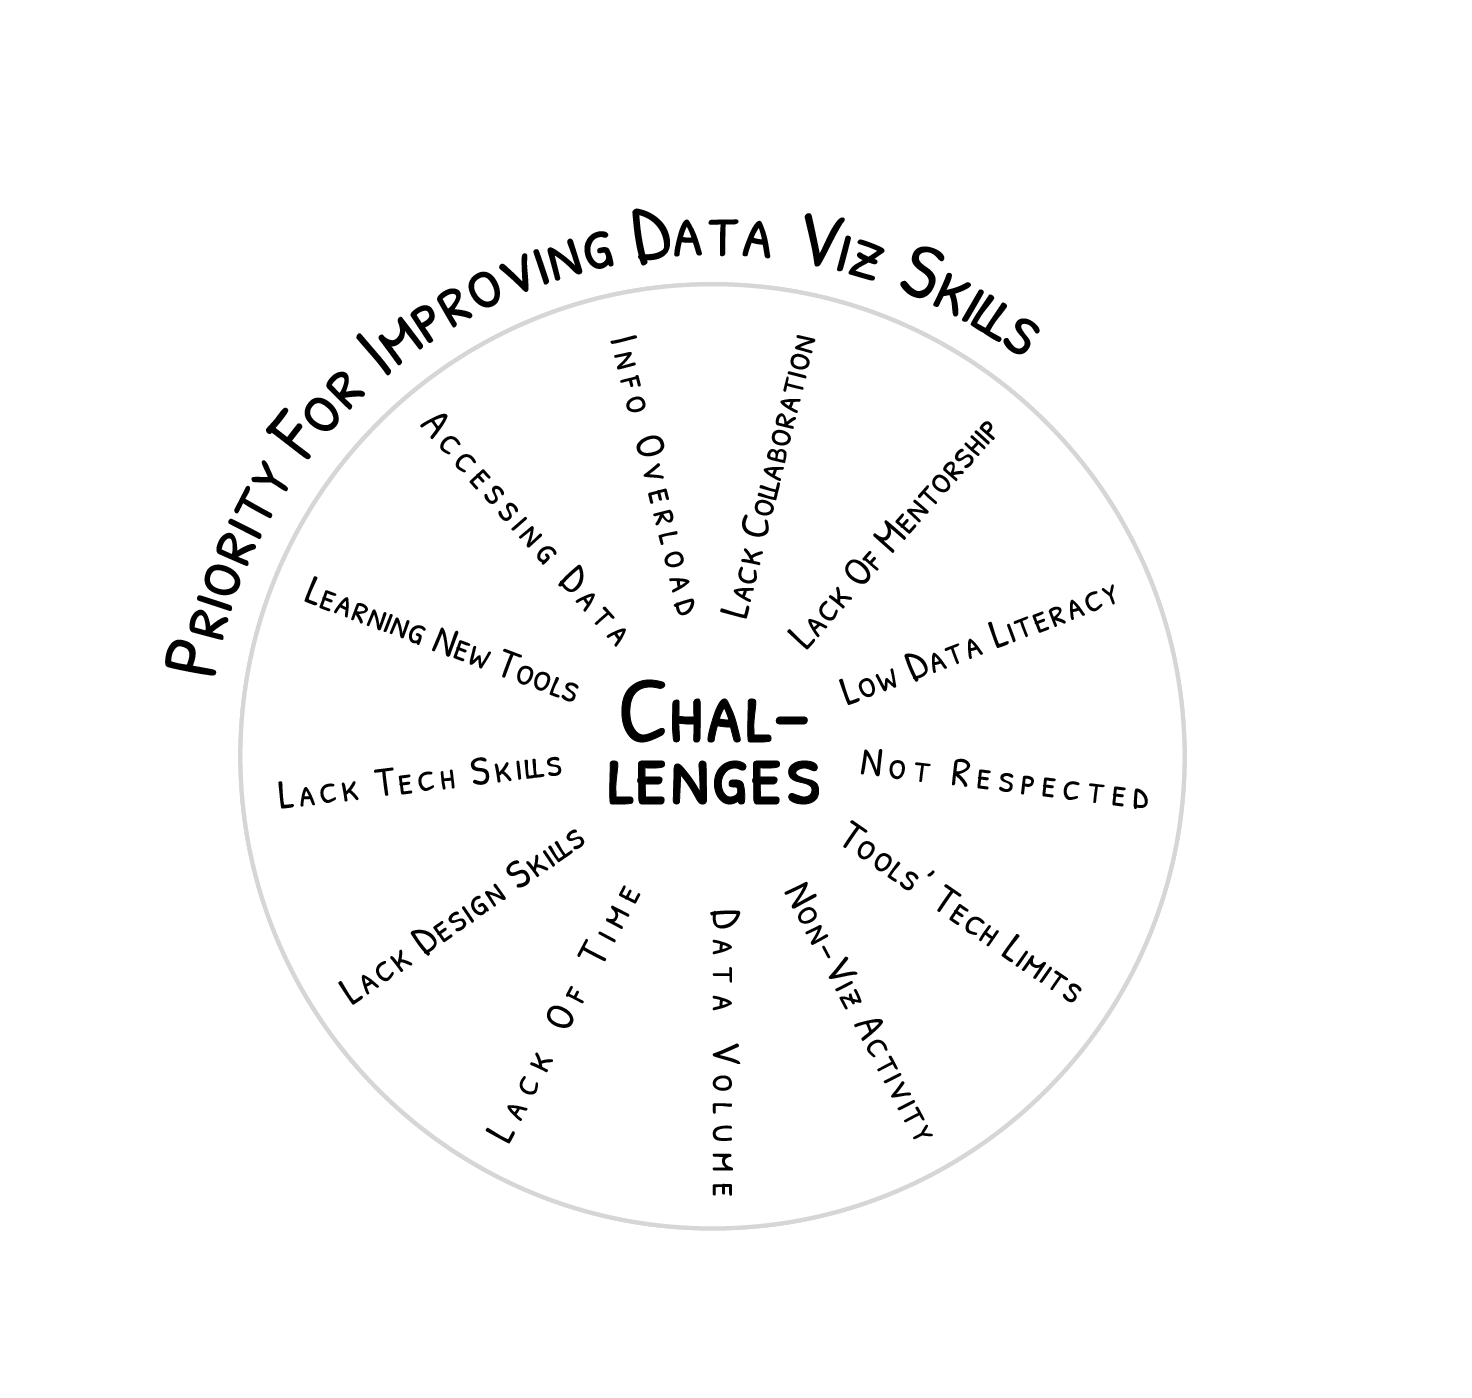 Priority For Improving Data Viz Skills
Info Overload
Lack Collaboration
Lack Of Mentorship
Low Data Literacy
Not Respected
Tools' Tech Limits
Non-Viz Activity
Data Volume
Lack Of Time
Lack Design Skills
Lack Tech Skills
Learning New Tools
Accessing Data
Chal-
lenges